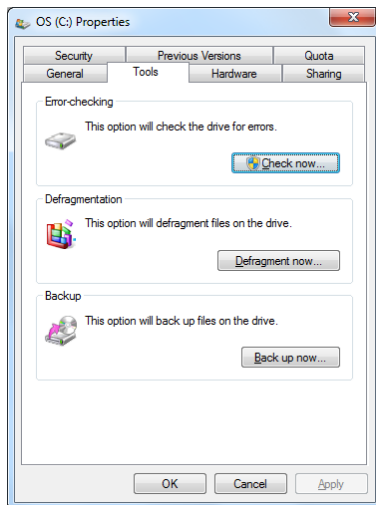 OS (C:) Properties
Security Previous Versions Quota
General Tools Hardware Sharing
Error-checking
This option will check the drive for errors.
Check now...
Defragmentation
This option will defragment files on the drive.
Defragment now...
Backup
This option will back up files on the drive.
Back up now...
OK Cancel Apply